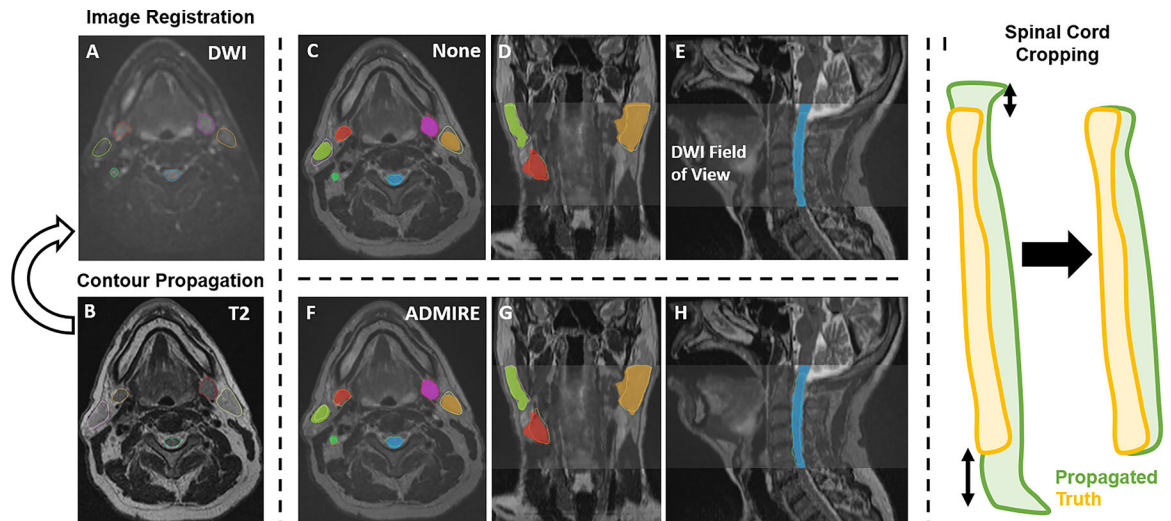 Image Registration
A DWI
Contour Propagation
B T2
C None
D
E
DWI Field
of View
F ADMIRE
G
H
I
Spinal Cord
Cropping
Propagated
Truth